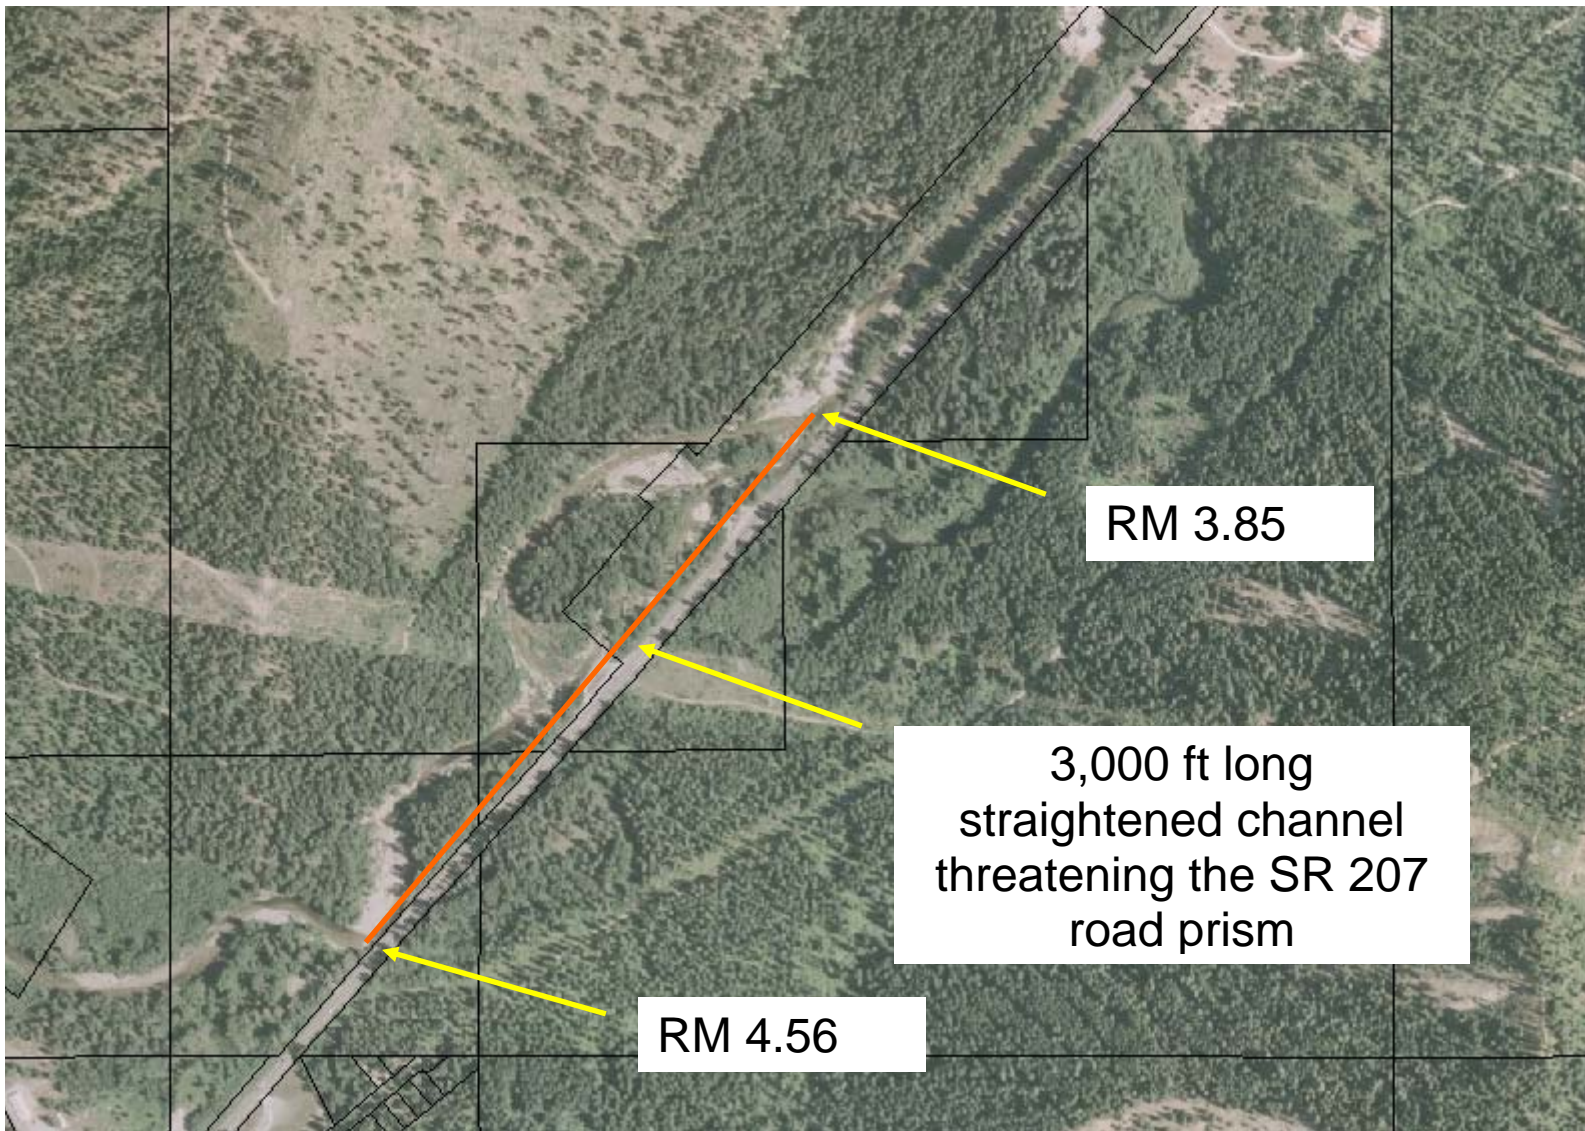 RM 3.85
3,000 ft long
straightened channel
threatening the SR 207
road prism
RM 4.56